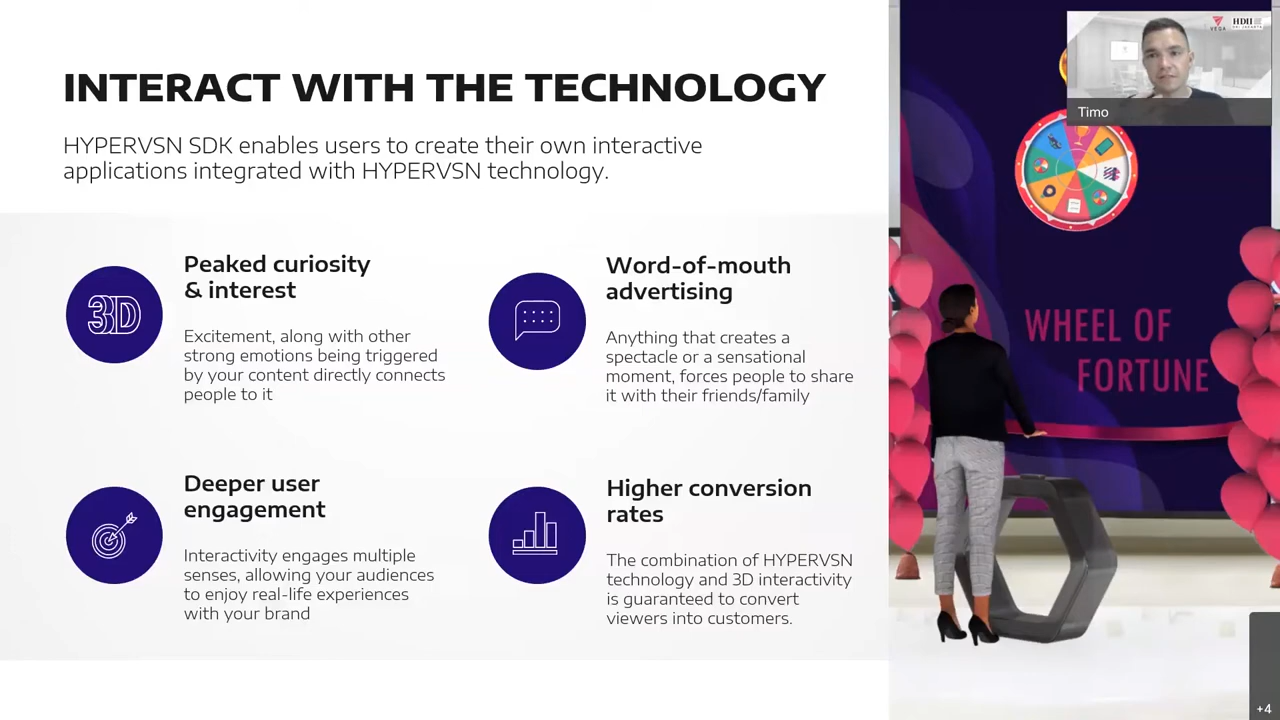 INTERACT WITH THE TECHNOLOGY
HYPERVSN SDK enables users to create their own interactive
applications integrated with HYPERVSN technology.
3D
Peaked curiosity
& interest
Excitement, along with other
strong emotions being triggered
by your content directly connects
people to it
Word-of-mouth
advertising
Anything that creates a
spectacle or a sensational
moment, forces people to share
it with their friends/family
Deeper user
engagement
Interactivity engages multiple
senses, allowing your audiences
to enjoy real-life experiences
with your brand
Higher conversion
rates
The combination of HYPERVSN
technology and 3D interactivity
is guaranteed to convert
viewers into customers.
VEGA
HDII
Timo
WHEEL OF
FORTUNE
+4